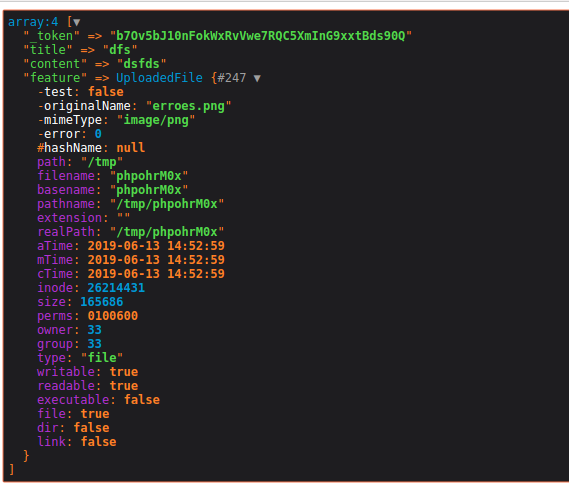 array:4 [▼
  "_token" => "b7Ov5bJ10nFokWxRvVwe7RQC5XmInG9xxtBds90Q"
  "title" => "dfs"
  "content" => "dsfds"
  "feature" => UploadedFile {#247 ▼
    -test: false
    -originalName: "erroes.png"
    -mimeType: "image/png"
    -error: 0
    #hashName: null
    path: "/tmp"
    filename: "phpohrM0x"
    basename: "phpohrM0x"
    pathname: "/tmp/phpohrM0x"
    extension: ""
    realPath: "/tmp/phpohrM0x"
    aTime: 2019-06-13 14:52:59
    mTime: 2019-06-13 14:52:59
    cTime: 2019-06-13 14:52:59
    inode: 26214431
    size: 165686
    perms: 0100600
    owner: 33
    group: 33
    type: "file"
    writable: true
    readable: true
    executable: false
    file: true
    dir: false
    link: false
  }
]